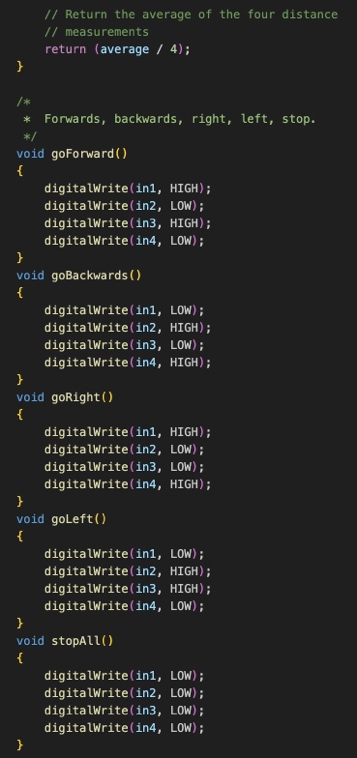 // Return the average of the four distance
// measurements
return (average / 4);
}
/*
* Forwards, backwards, right, left, stop.
*/
void goForward()
{
digitalWrite(in1, HIGH);
digitalWrite(in2, LOW);
digitalWrite(in3, HIGH);
digitalWrite(in4, LOW);
}
void goBackwards()
{
digitalWrite(in1, LOW);
digitalWrite(in2, HIGH);
digitalWrite(in3, LOW);
digitalWrite(in4, HIGH);
}
void goRight()
{
digitalWrite(in1, HIGH);
digitalWrite(in2, LOW);
digitalWrite(in3, LOW);
digitalWrite(in4, HIGH);
}
void goLeft()
{
digitalWrite(in1, LOW);
digitalWrite(in2, HIGH);
digitalWrite(in3, HIGH);
digitalWrite(in4, LOW);
}
void stopAll()
{
digitalWrite(in1, LOW);
digitalWrite(in2, LOW);
digitalWrite(in3, LOW);
digitalWrite(in4, LOW);
}